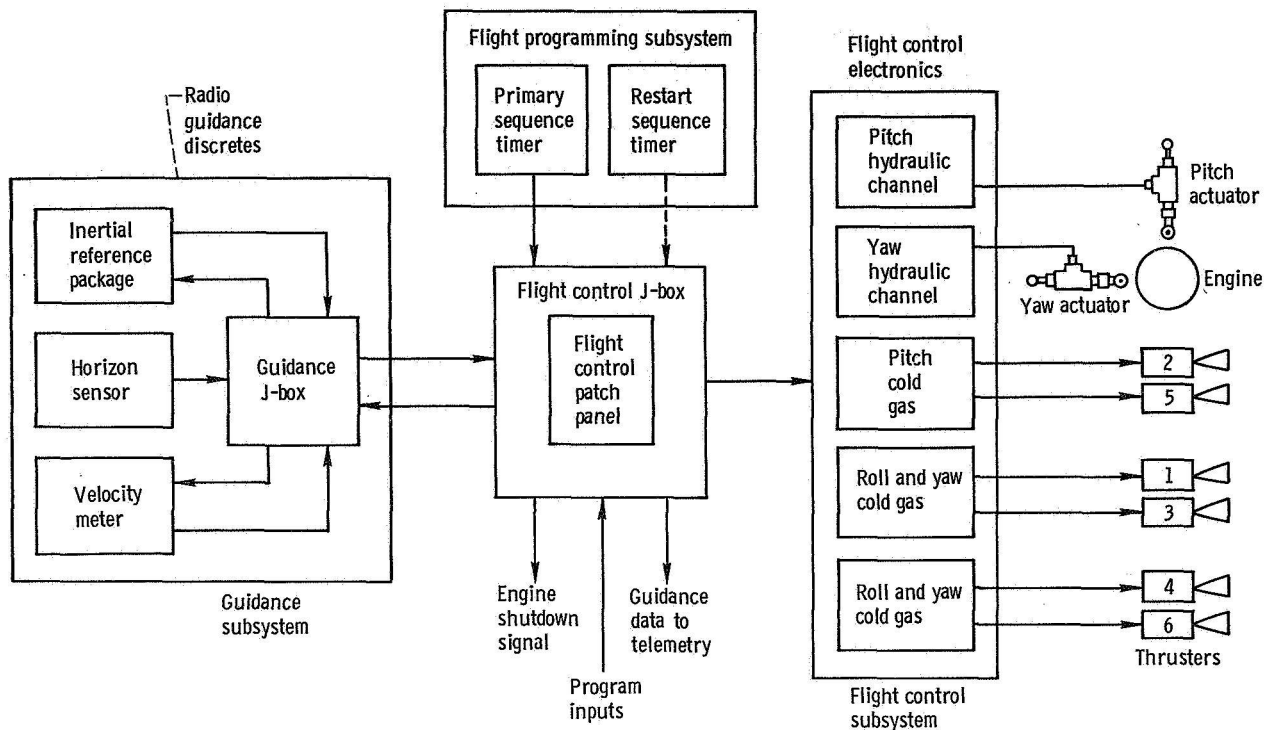 Flight programming subsystem
Primary
sequence
timer
Restart
sequence
timer
Radio
guidance
discretes
Inertial
reference
package
Horizon
sensor
Velocity
meter
Guidance
J-box
Guidance
subsystem
Flight control J-box
Flight
control
patch
panel
Engine
shutdown
signal
Program
inputs
Guidance
data to
telemetry
Flight control
electronics
Pitch
hydraulic
channel
Yaw
hydraulic
channel
Pitch
cold
gas
Roll and yaw
cold gas
Roll and yaw
cold gas
Flight control
subsystem
Pitch
actuator
Yaw actuator
Engine
2
5
1
3
4
6
Thrusters